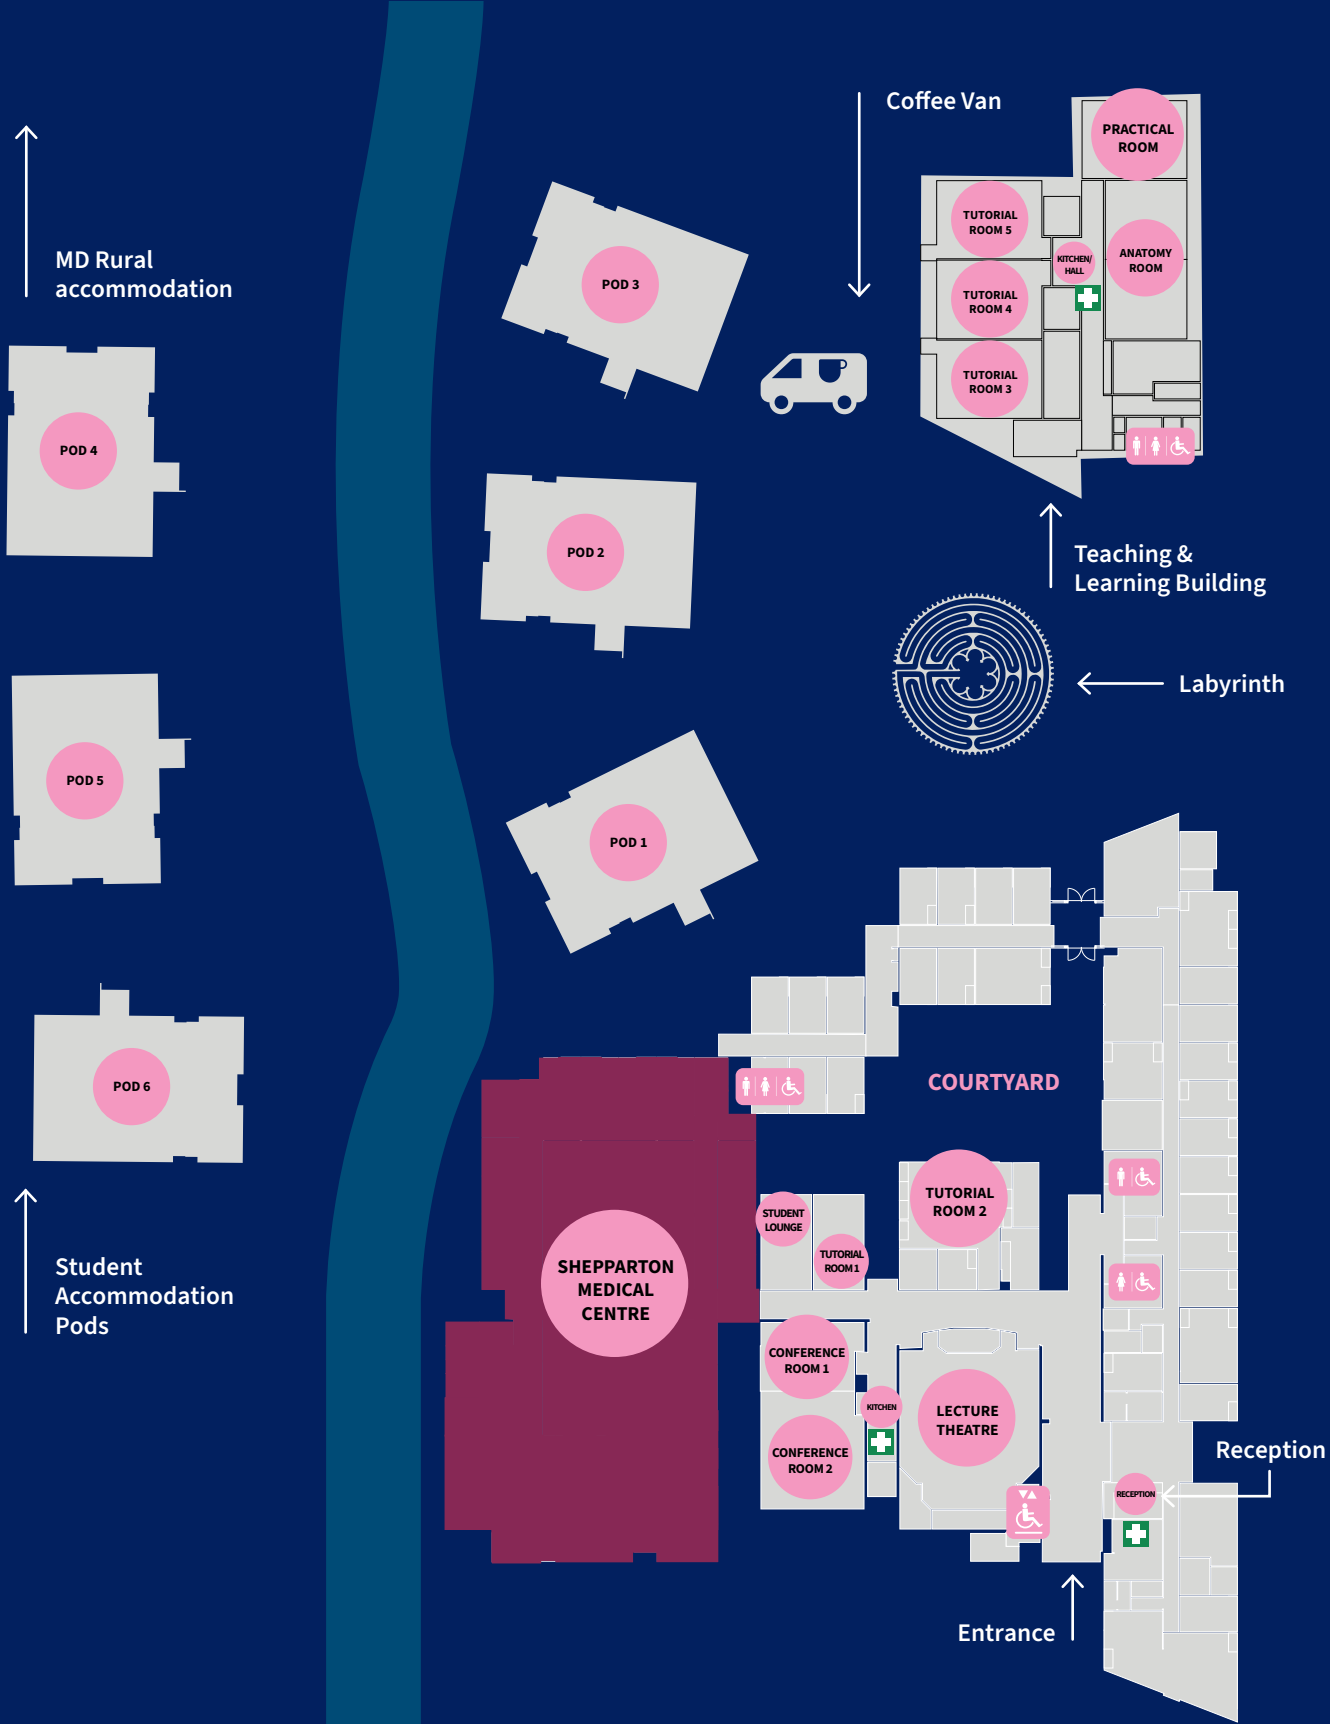 Coffee Van
PRACTICAL
ROOM
TUTORIAL
ROOM 5
KITCHEN/
HALL
ANATOMY
ROOM
TUTORIAL
ROOM 4
TUTORIAL
ROOM 3
MD Rural
accommodation
POD 3
POD 4
POD 2
Teaching &
Learning Building
Labyrinth
POD 5
POD 1
POD 6
COURTYARD
STUDENT
LOUNGE
TUTORIAL
ROOM 1
TUTORIAL
ROOM 2
SHEPPARTON
MEDICAL
CENTRE
Student
Accommodation
Pods
CONFERENCE
ROOM 1
KITCHEN
LECTURE
THEATRE
CONFERENCE
ROOM 2
Reception
RECEPTION
Entrance